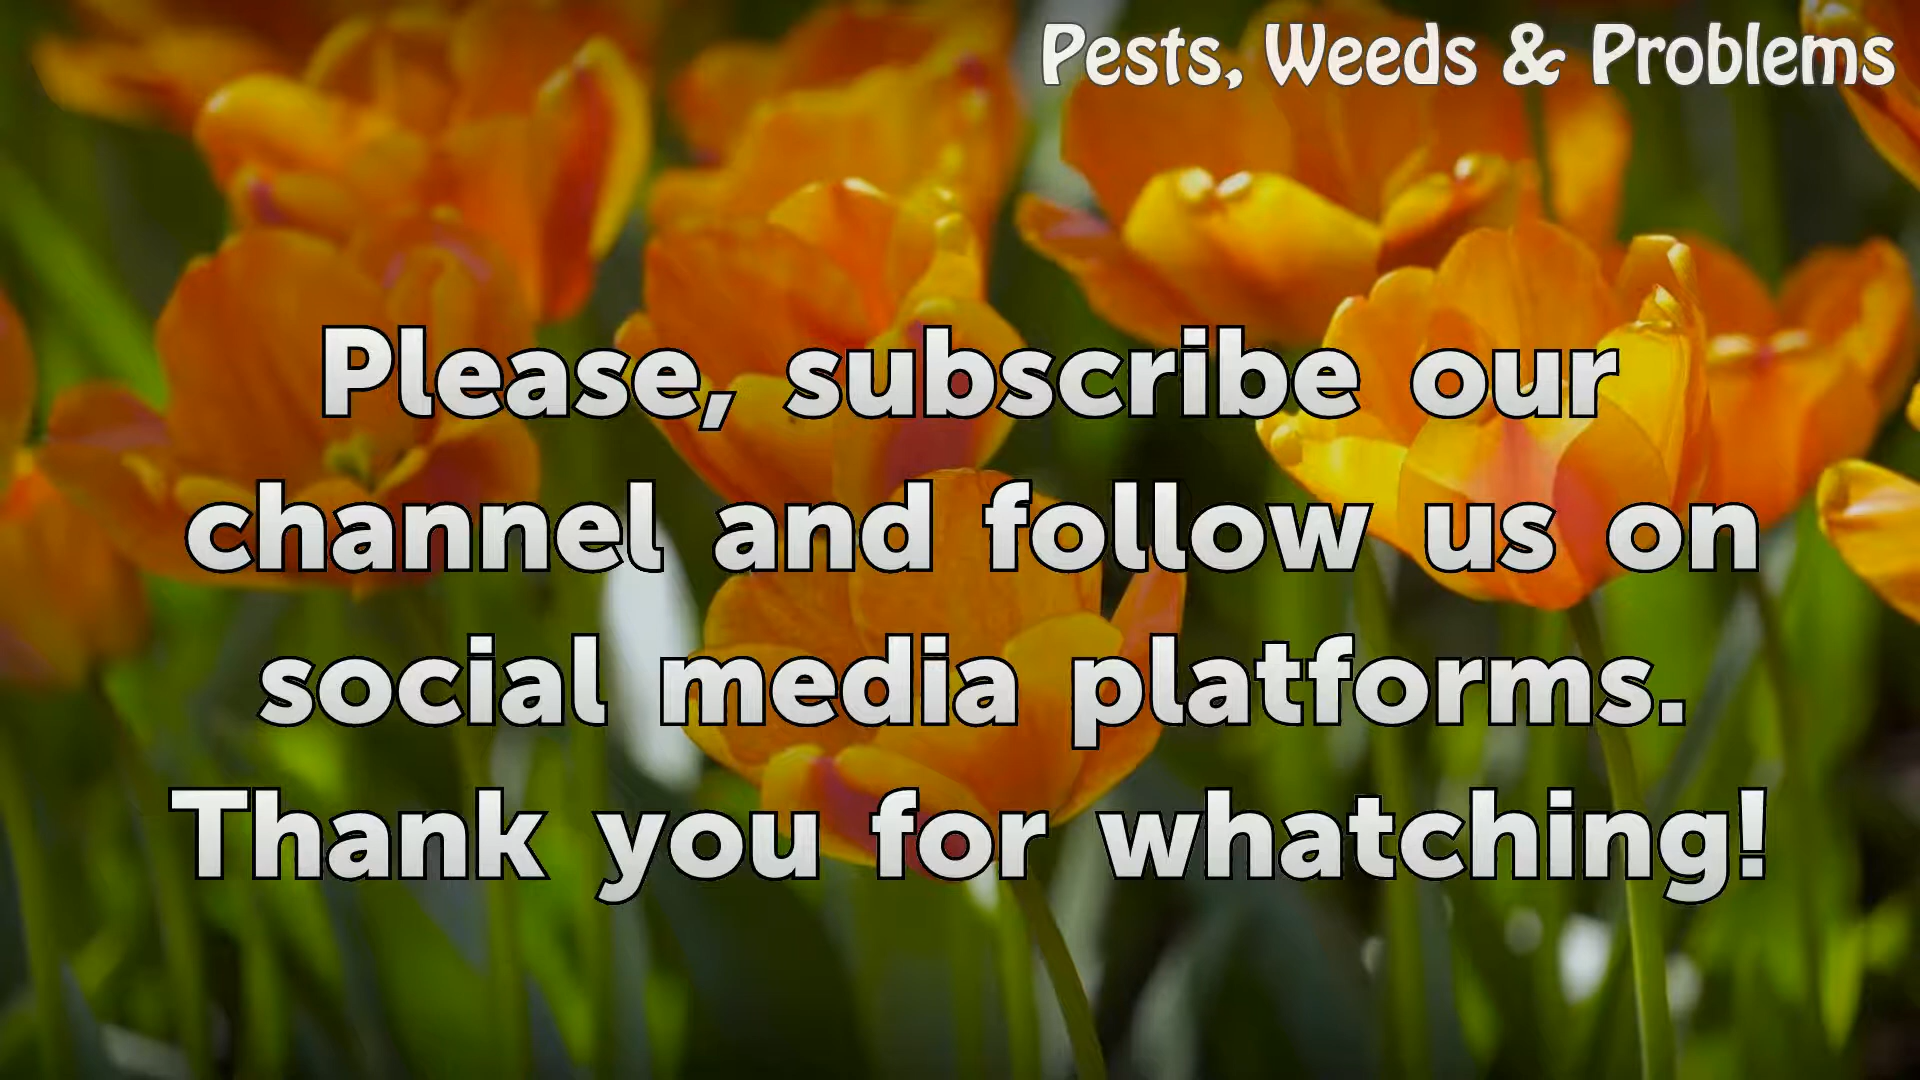 Pests, Weeds & Problems
Please, subscribe our
channel and follow us on
social media platforms.
Thank you for whatching!